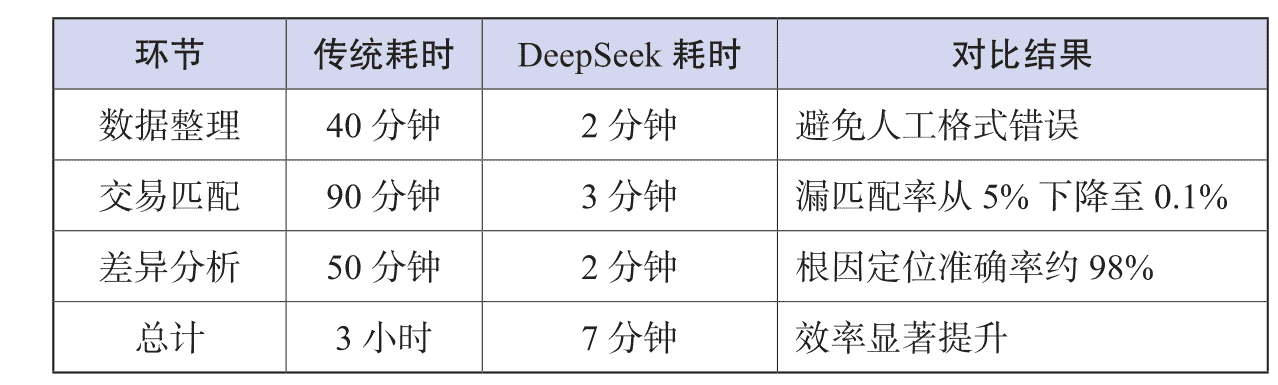 环节 传统耗时 DeepSeek 耗时 对比结果
数据整理 40 分钟 2 分钟 避免人工格式错误
交易匹配 90 分钟 3 分钟 漏匹配率从 5% 下降至 0.1%
差异分析 50 分钟 2 分钟 根因定位准确率约 98%
总计 3 小时 7 分钟 效率显著提升